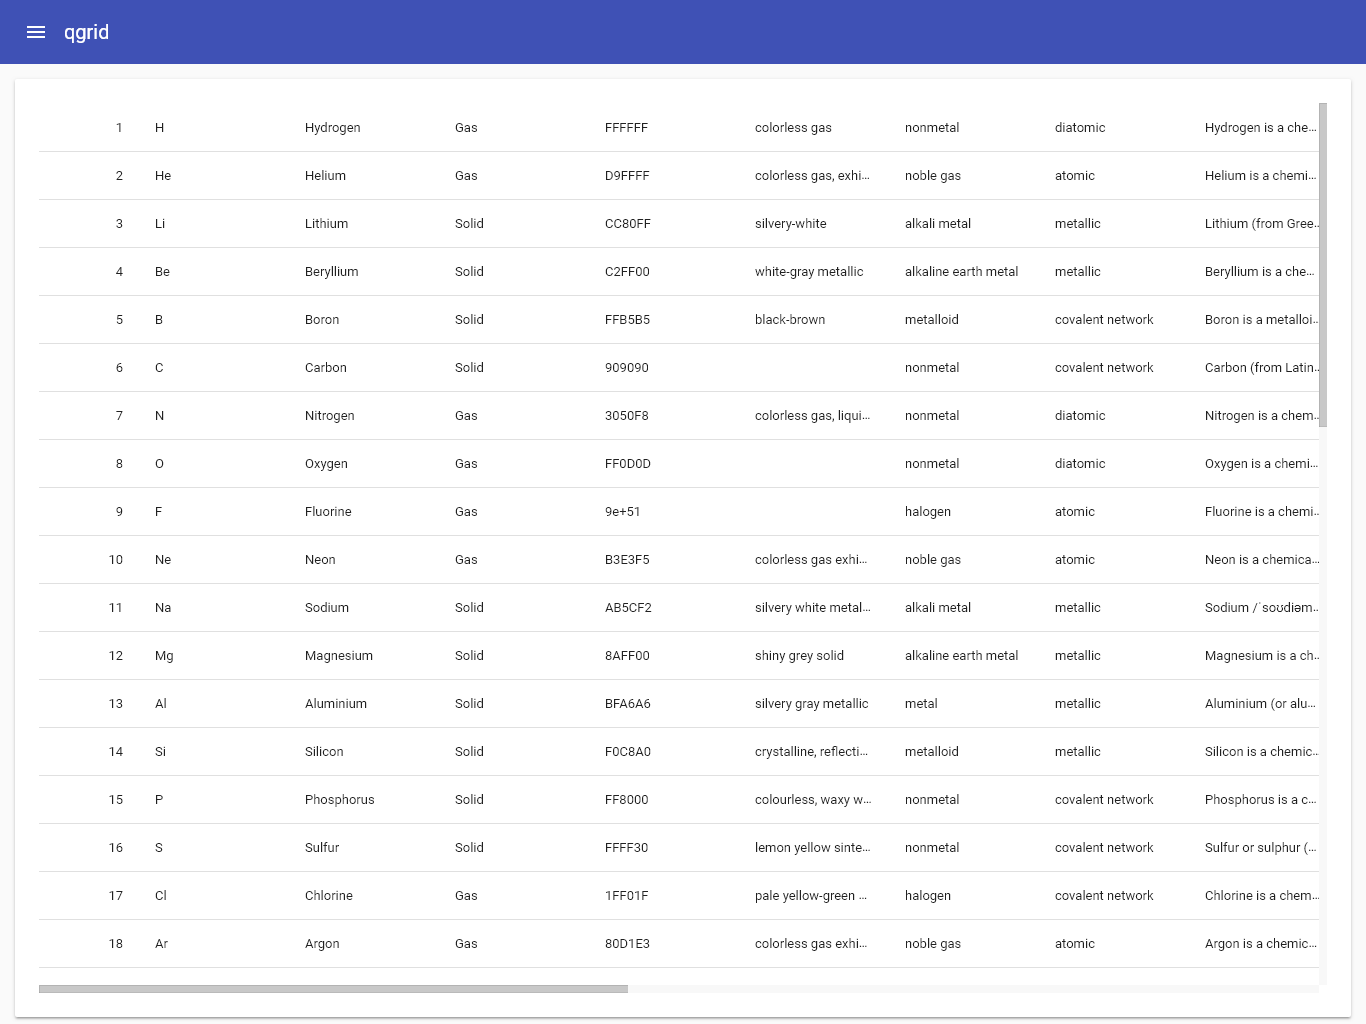 qgrid
1 H Hydrogen Gas FFFFFF colorless gas nonmetal diatomic Hydrogen is a che...
2 He Helium Gas D9FFFF colorless gas, exhi... noble gas atomic Helium is a chemi...
3 Li Lithium Solid CC80FF silvery-white alkali metal metallic Lithium (from Gree...
4 Be Beryllium Solid C2FF00 white-gray metallic alkaline earth metal metallic Beryllium is a che...
5 B Boron Solid FFB5B5 black-brown metalloid covalent network Boron is a metalloi...
6 C Carbon Solid 909090 nonmetal covalent network Carbon (from Latin...
7 N Nitrogen Gas 3050F8 colorless gas, liqui... nonmetal diatomic Nitrogen is a chem...
8 O Oxygen Gas FF0D0D nonmetal diatomic Oxygen is a chemi...
9 F Fluorine Gas 9e+51 halogen atomic Fluorine is a chemi...
10 Ne Neon Gas B3E3F5 colorless gas exhi... noble gas atomic Neon is a chemica...
11 Na Sodium Solid AB5CF2 silvery white metal... alkali metal metallic Sodium /ˈsoʊdiəm...
12 Mg Magnesium Solid 8AFF00 shiny grey solid alkaline earth metal metallic Magnesium is a ch...
13 Al Aluminium Solid BFA6A6 silvery gray metallic metal metallic Aluminium (or alu...
14 Si Silicon Solid F0C8A0 crystalline, reflecti... metalloid metallic Silicon is a chemic...
15 P Phosphorus Solid FF8000 colourless, waxy w... nonmetal covalent network Phosphorus is a c...
16 S Sulfur Solid FFFF30 lemon yellow sinte... nonmetal covalent network Sulfur or sulphur (...
17 Cl Chlorine Gas 1FF01F pale yellow-green ... halogen covalent network Chlorine is a chem...
18 Ar Argon Gas 80D1E3 colorless gas exhi... noble gas atomic Argon is a chemic...